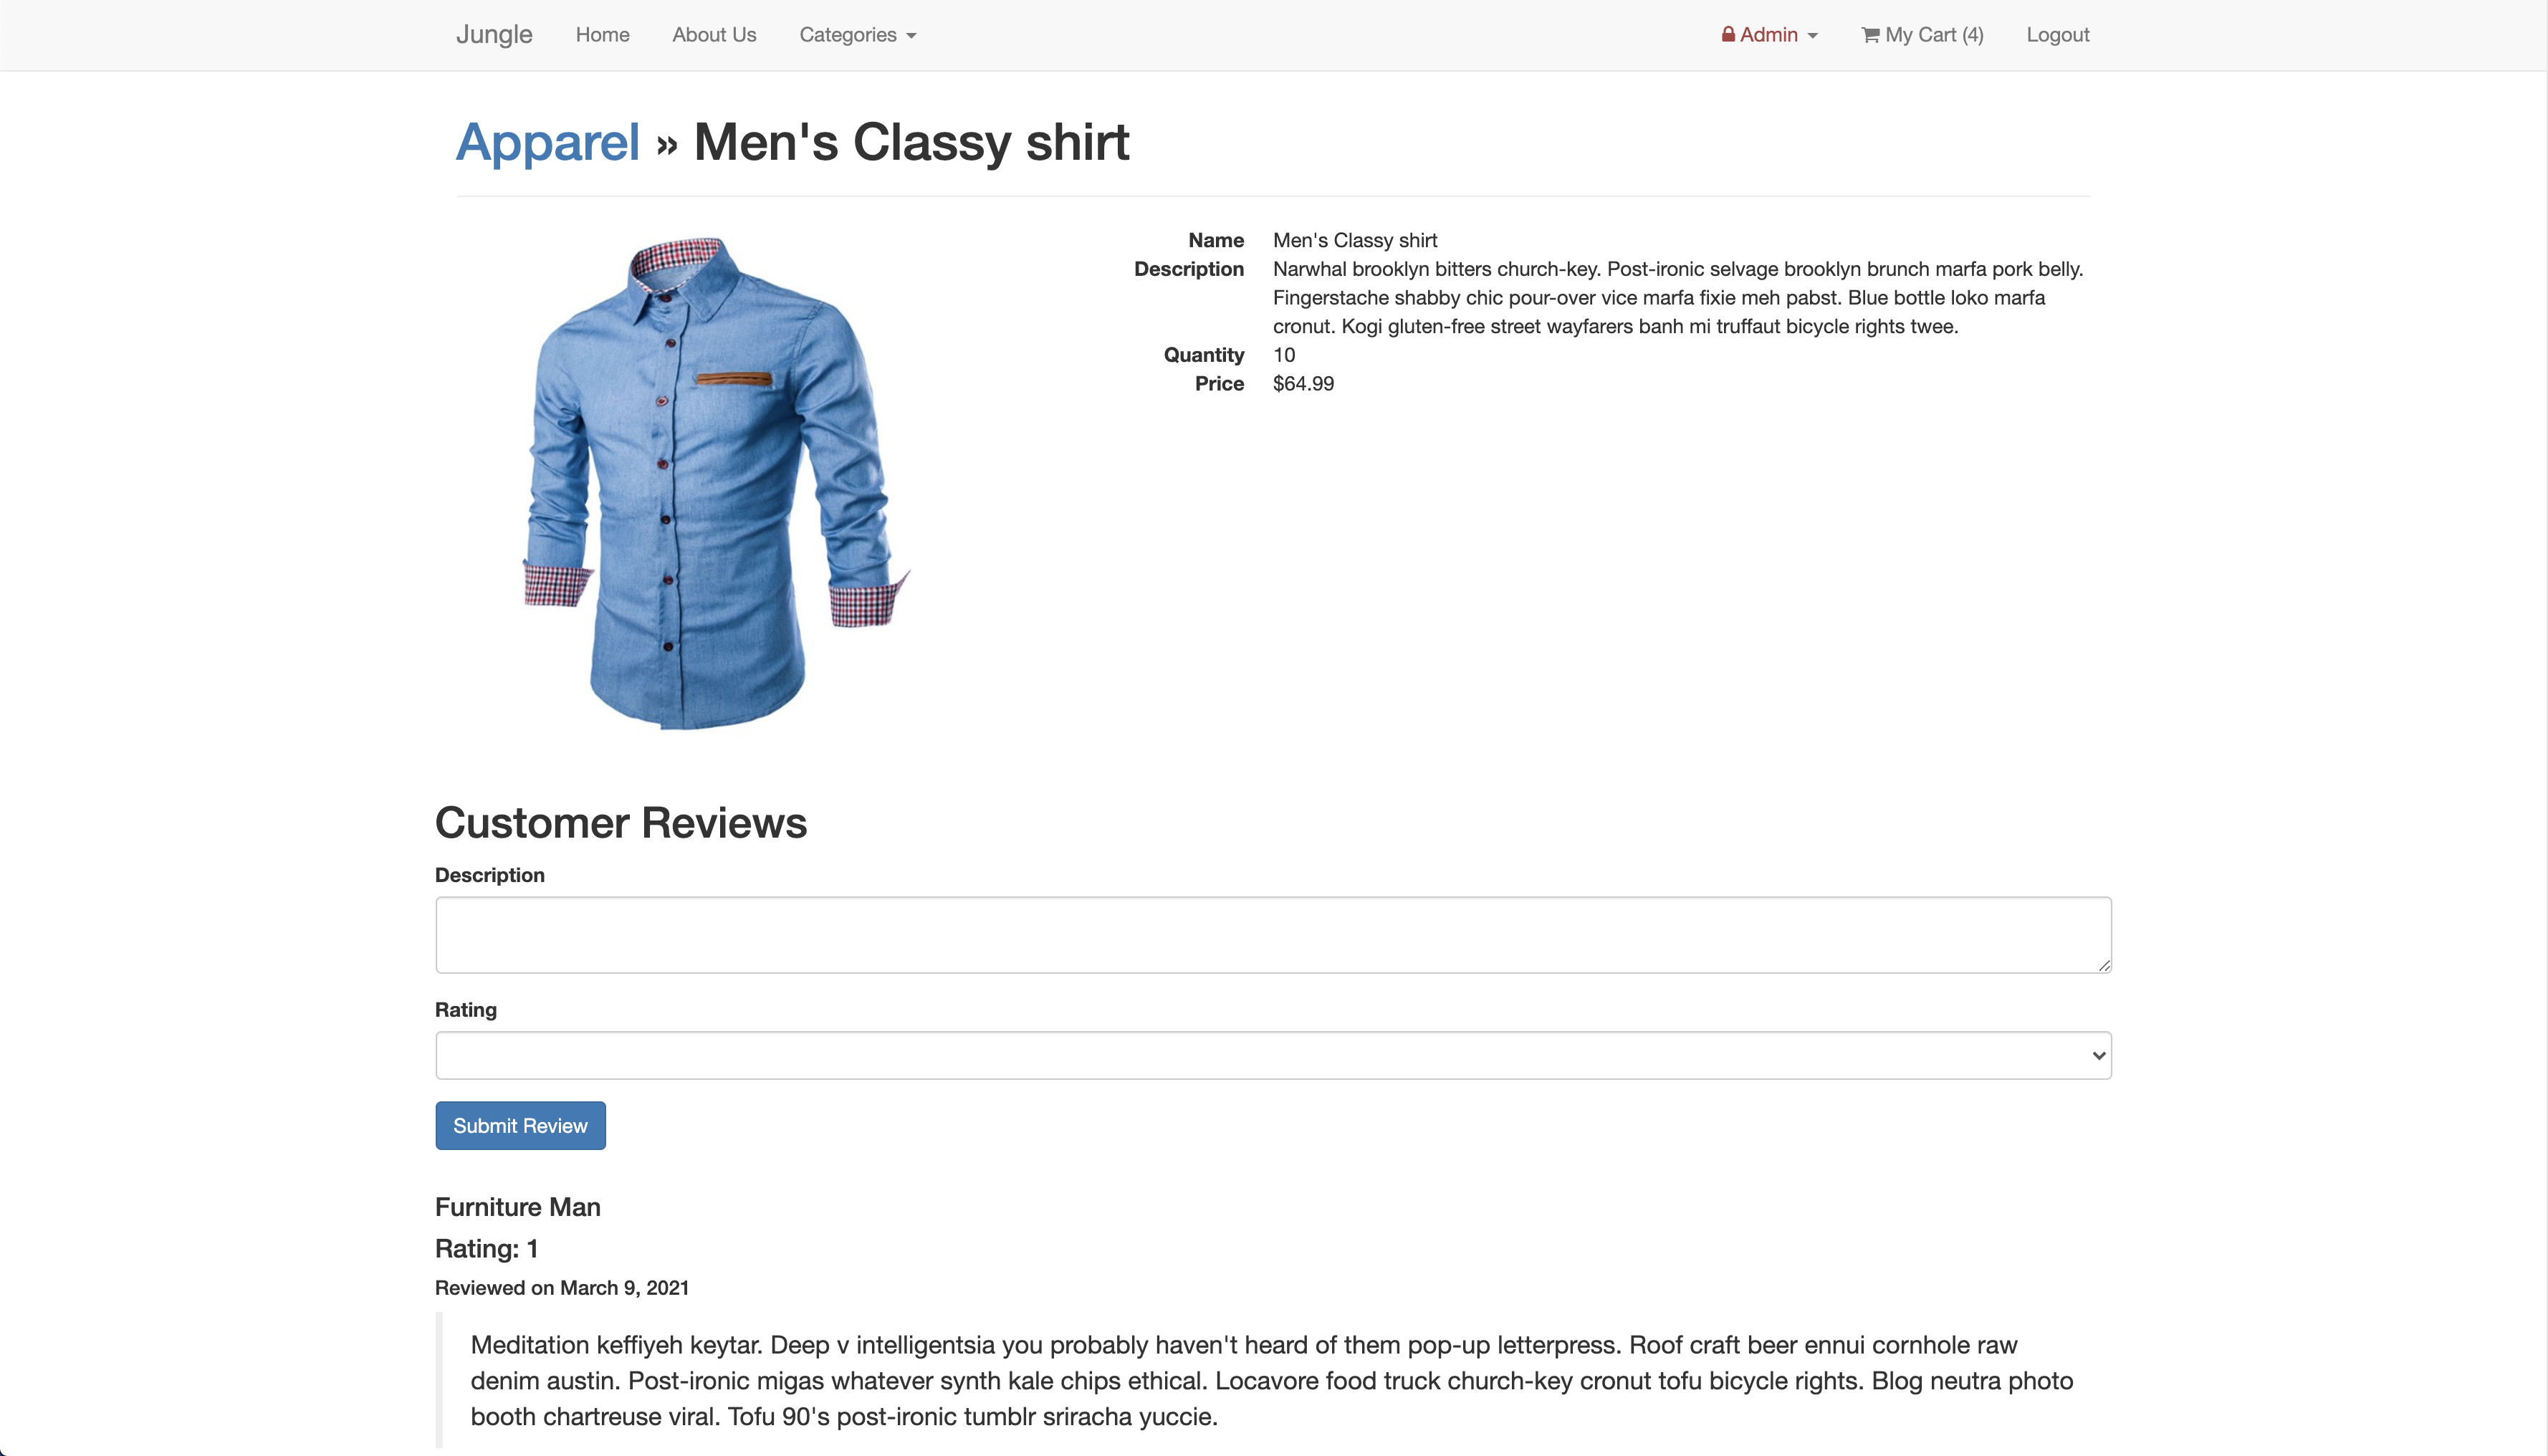 Jungle Home About Us Categories Admin My Cart (4) Logout
Apparel » Men's Classy shirt
Name Men's Classy shirt
Description Narwhal brooklyn bitters church-key. Post-ironic selvage brooklyn brunch marfa pork belly.
Fingerstache shabby chic pour-over vice marfa fixie meh pabst. Blue bottle loko marfa
cronut. Kogi gluten-free street wayfarers banh mi truffaut bicycle rights twee.
Quantity 10
Price $64.99
Customer Reviews
Description
Rating
Submit Review
Furniture Man
Rating: 1
Reviewed on March 9, 2021
Meditation keffiyeh keytar. Deep v intelligentsia you probably haven't heard of them pop-up letterpress. Roof craft beer ennui cornhole raw
denim austin. Post-ironic migas whatever synth kale chips ethical. Locavore food truck church-key cronut tofu bicycle rights. Blog neutra photo
booth chartreuse viral. Tofu 90's post-ironic tumblr sriracha yuccie.